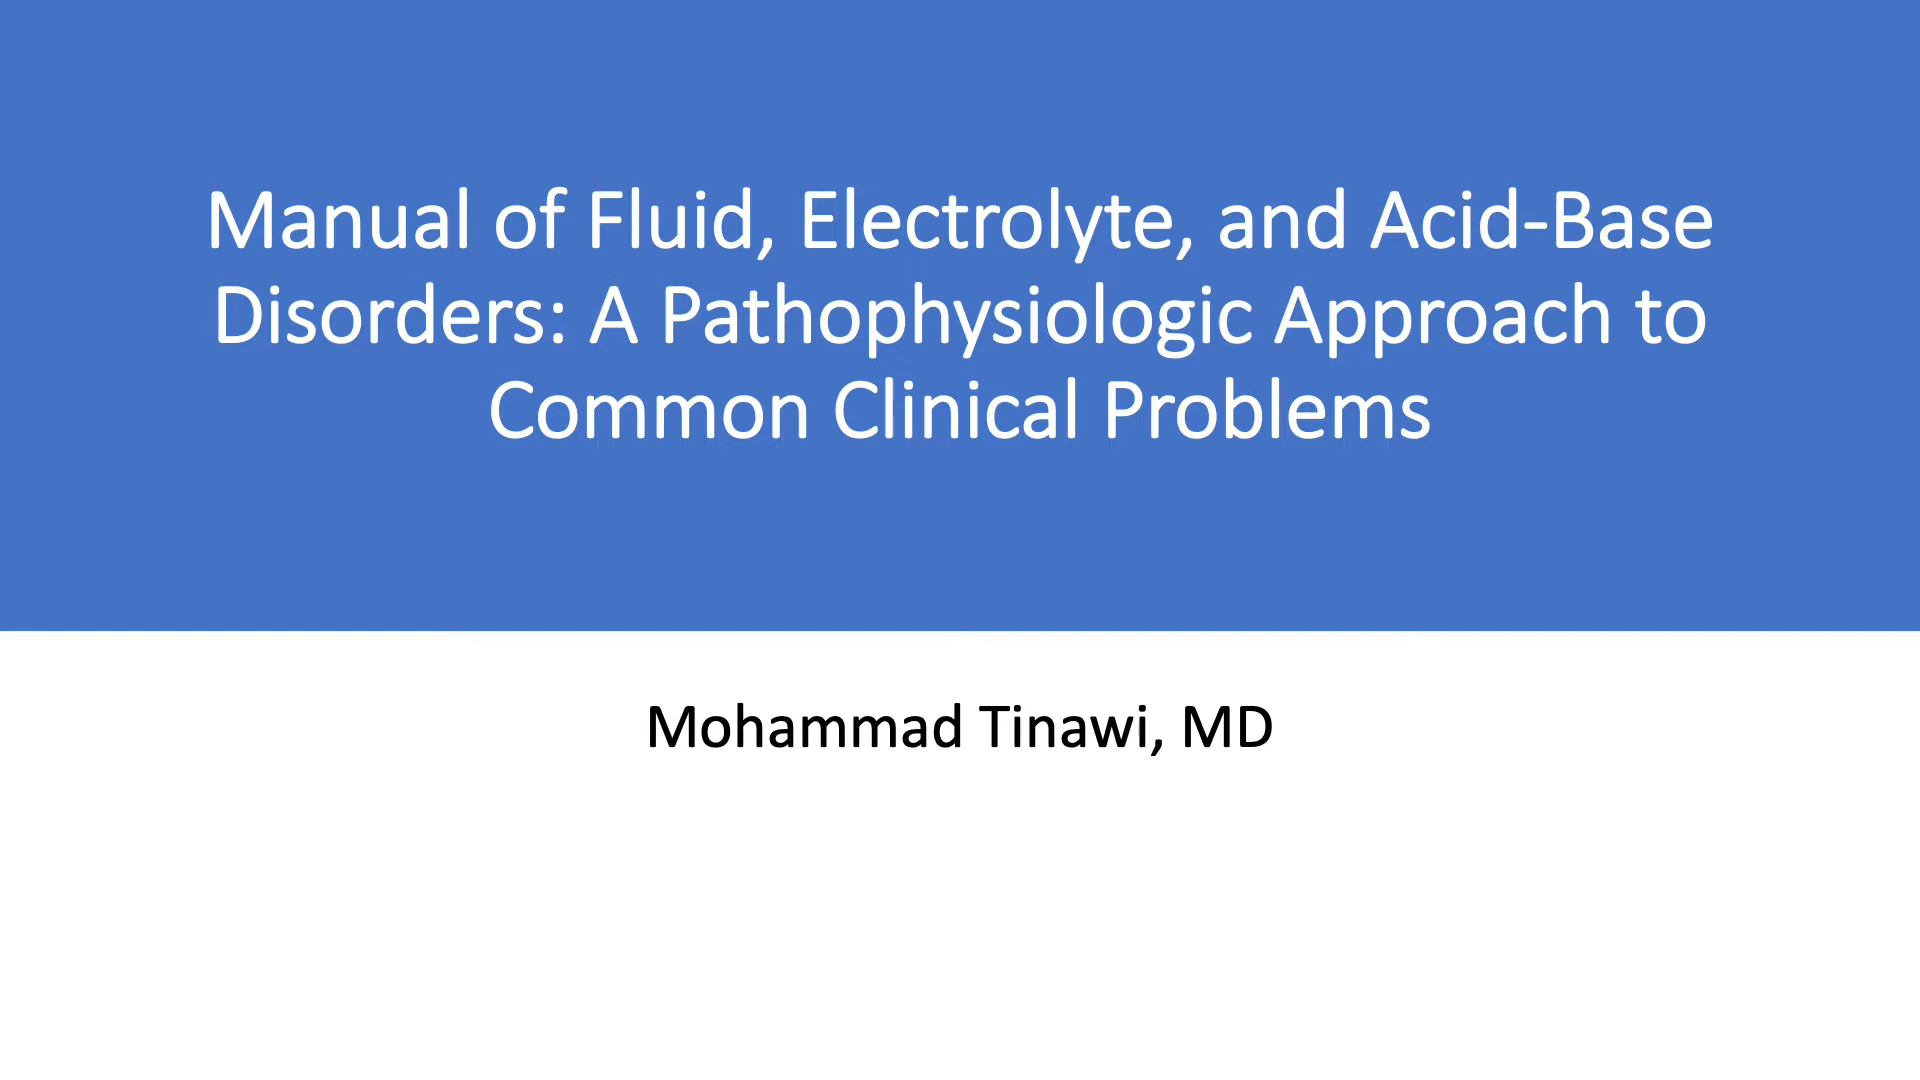 Manual of Fluid, Electrolyte, and Acid-Base
Disorders: A Pathophysiologic Approach to
Common Clinical Problems
Mohammad Tinawi, MD